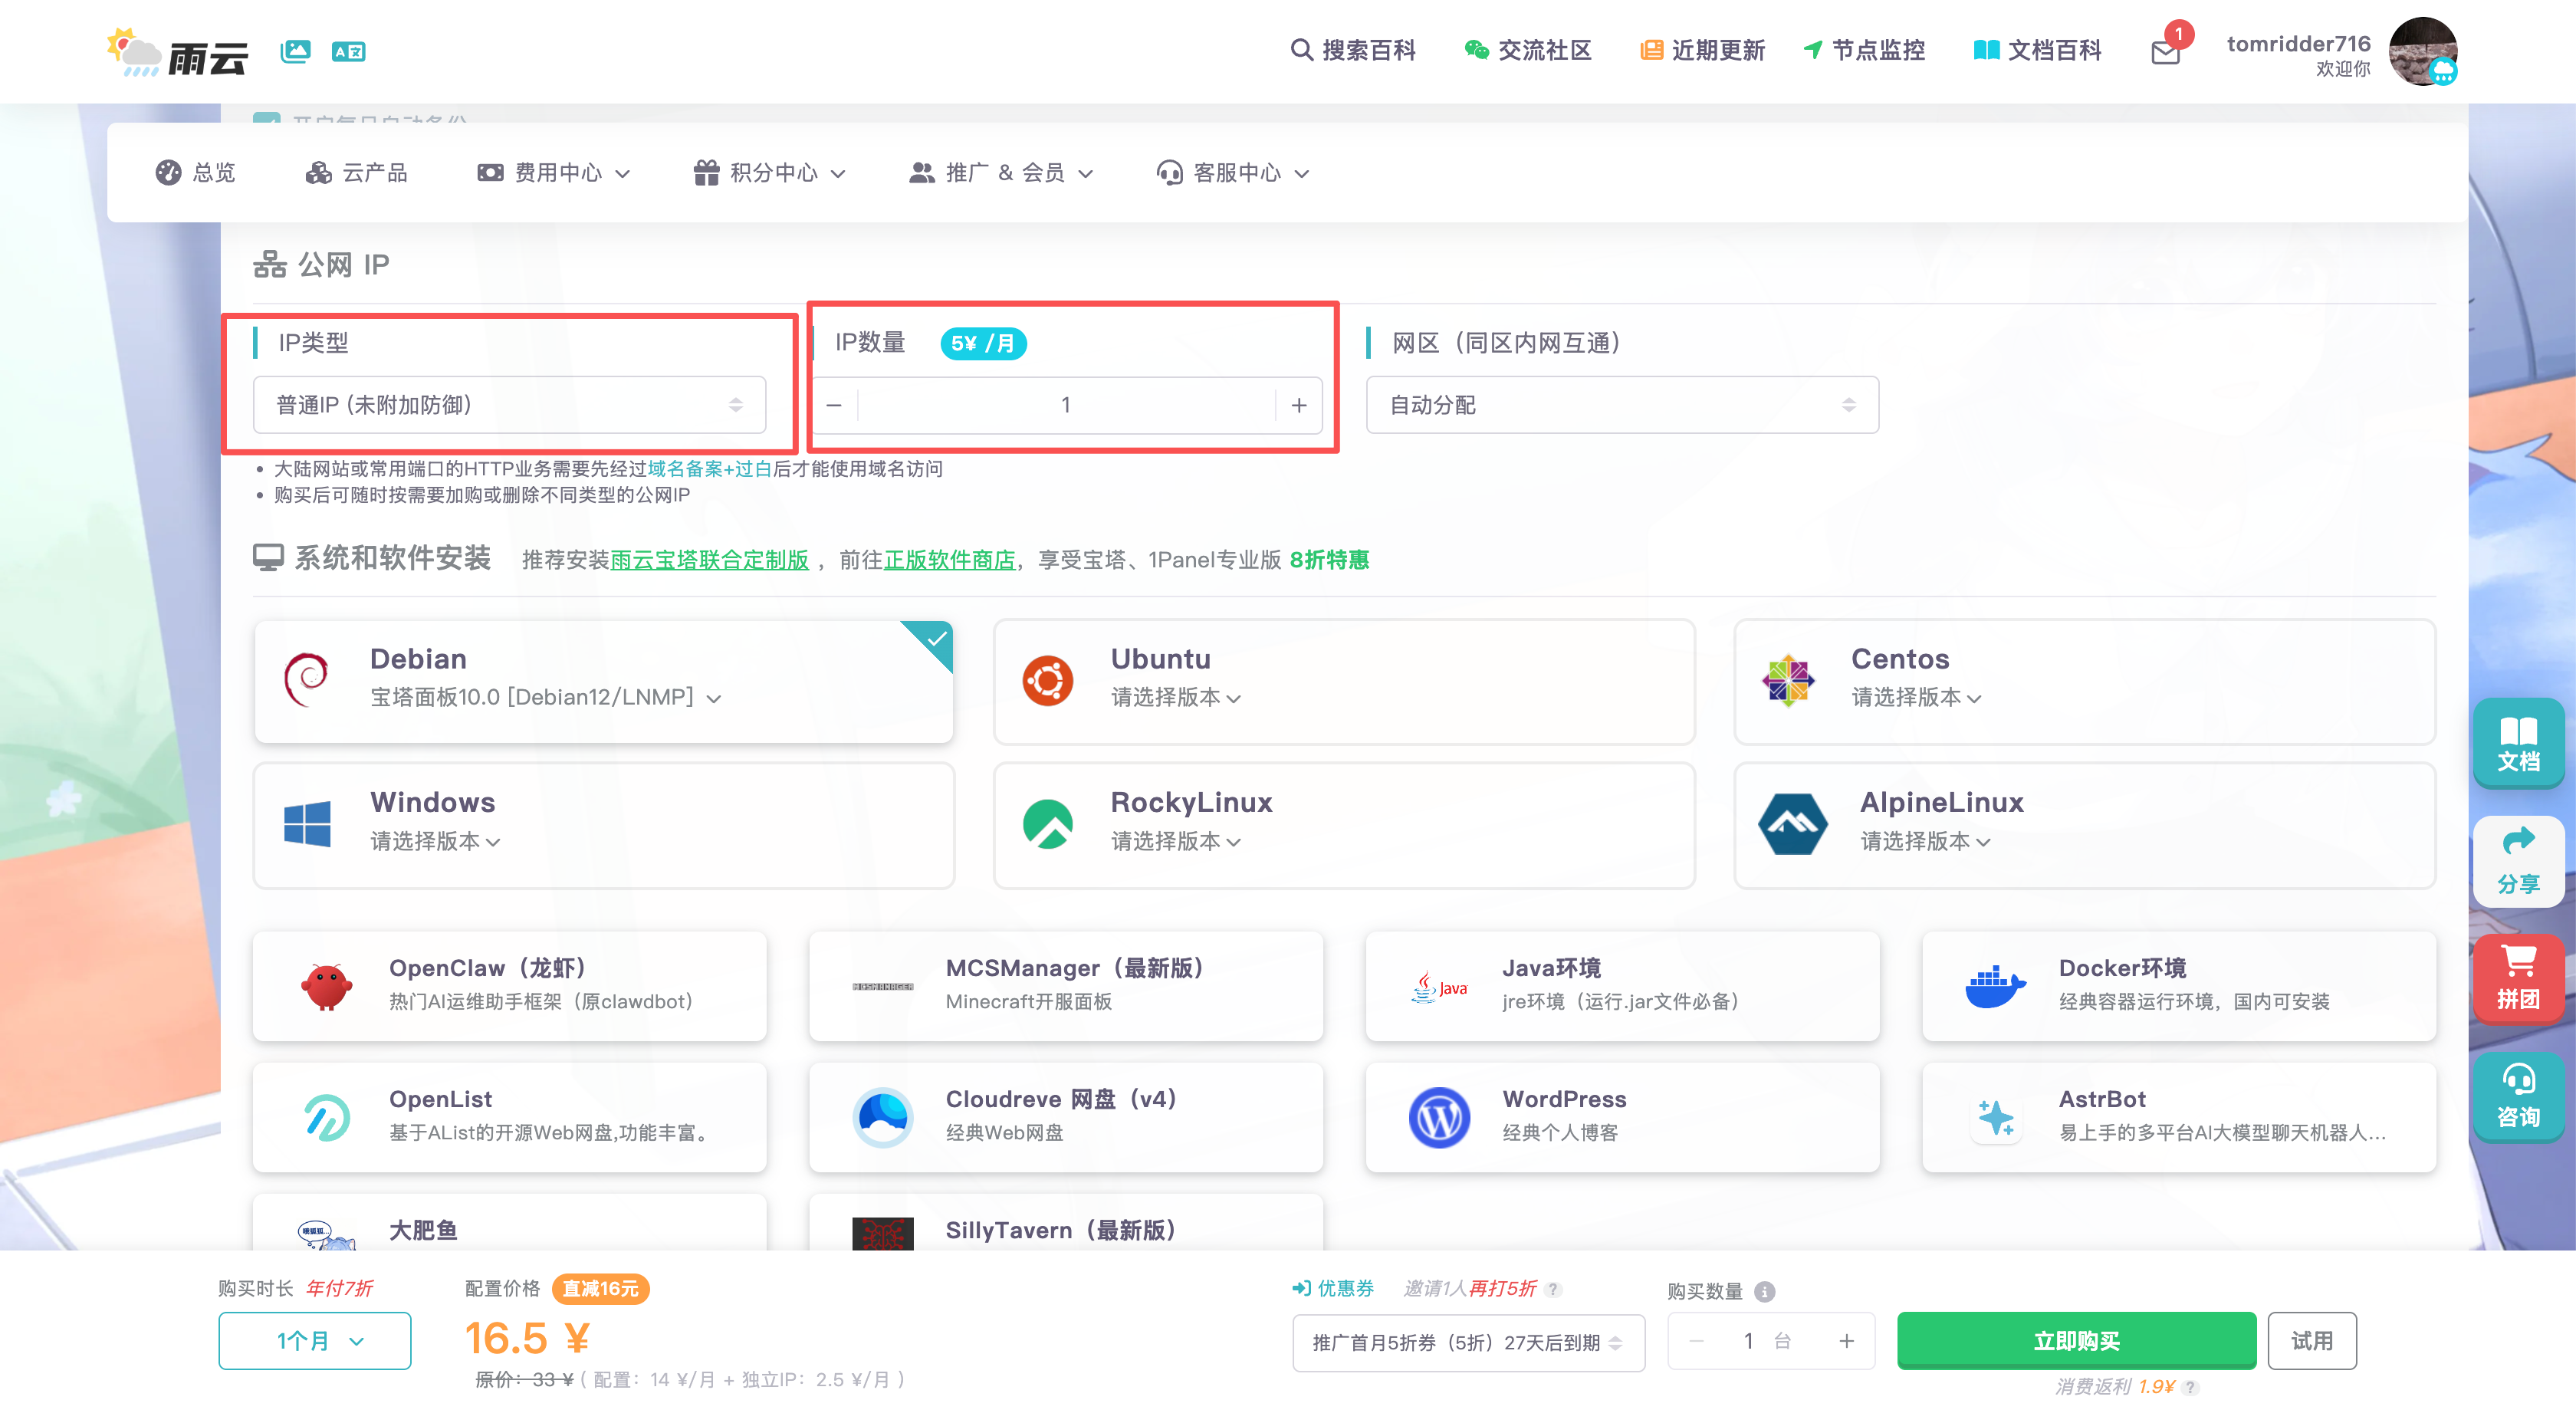 雨云
搜索百科
交流社区
近期更新
节点监控
文档百科
1
tomridder716
欢迎你
开启每日自动备份
总览
云产品
费用中心
积分中心
推广 & 会员
客服中心
公网 IP
IP类型
IP数量
5¥ /月
网区（同区内网互通）
普通IP (未附加防御)
1
自动分配
大陆网站或常用端口的HTTP业务需要先经过域名备案+过白后才能使用域名访问
购买后可随时按需要加购或删除不同类型的公网IP
系统和软件安装
推荐安装雨云宝塔联合定制版 ，前往正版软件商店，享受宝塔、1Panel专业版 8折特惠
Debian
宝塔面板10.0 [Debian12/LNMP]
Ubuntu
请选择版本
Centos
请选择版本
Windows
请选择版本
RockyLinux
请选择版本
AlpineLinux
请选择版本
OpenClaw（龙虾）
热门AI运维助手框架（原clawdbot）
MCSManager（最新版）
Minecraft开服面板
Java环境
jre环境（运行.jar文件必备）
Docker环境
经典容器运行环境，国内可安装
OpenList
基于AList的开源Web网盘,功能丰富。
Cloudreve 网盘（v4）
经典Web网盘
WordPress
经典个人博客
AstrBot
易上手的多平台AI大模型聊天机器人...
大肥鱼
SillyTavern（最新版）
文档
分享
拼团
咨询
购买时长 年付7折
1个月
配置价格 直减16元
16.5 ¥
原价：33 ¥ ( 配置：14 ¥/月 + 独立IP：2.5 ¥/月 )
优惠券 邀请1人再打5折
推广首月5折券（5折）27天后到期
购买数量
1 台
立即购买
试用
消费返利 1.9¥